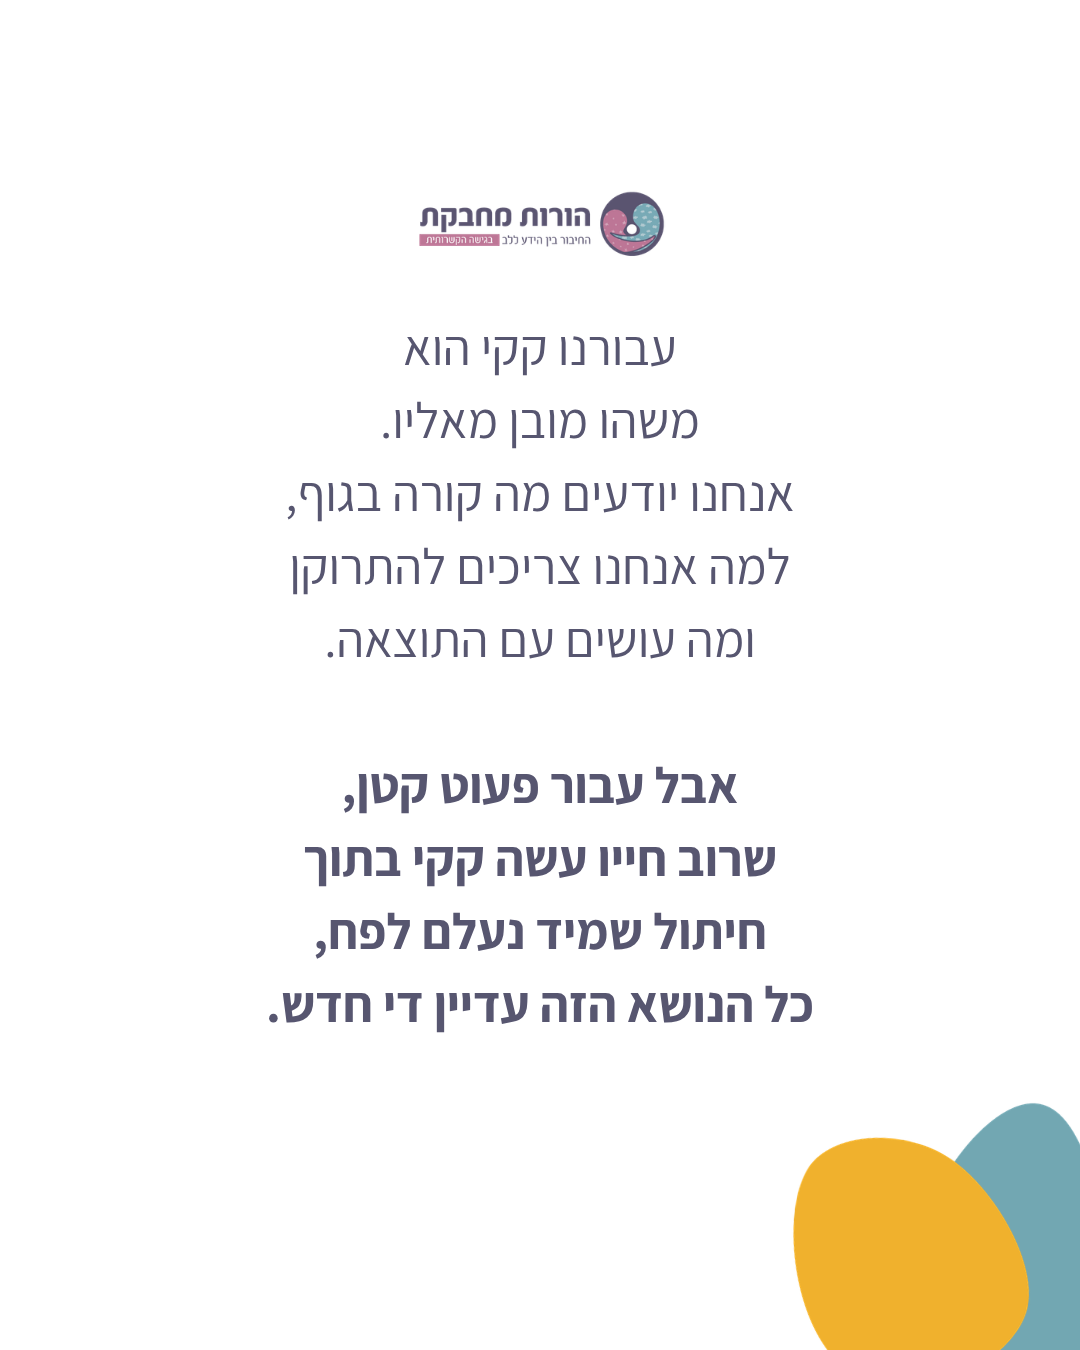 הורות מחבקת
החיבור בין הידע ללב בגישה הקשרותית
עבורנו קקי הוא
משהו מובן מאליו.
אנחנו יודעים מה קורה בגוף,
למה אנחנו צריכים להתרוקן
ומה עושים עם התוצאה.
אבל עבור פעוט קטן,
שרוב חייו עשה קקי בתוך
חיתול שמיד נעלם לפח,
כל הנושא הזה עדיין די חדש.